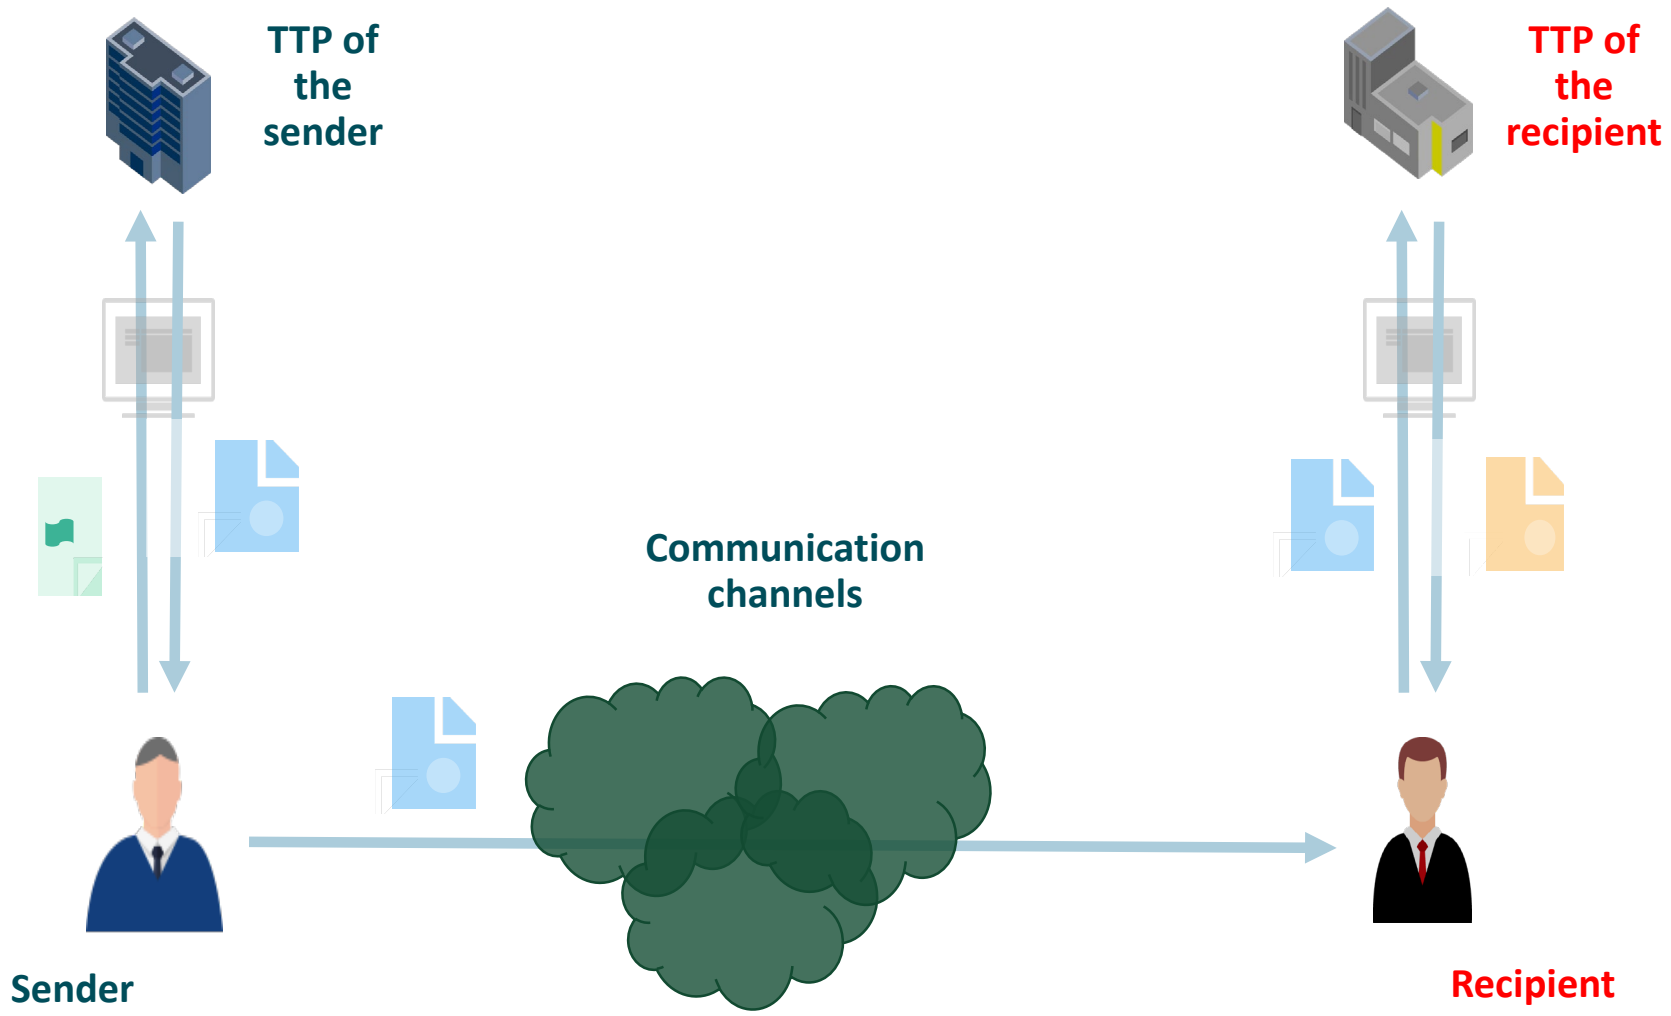 TTP of
the
sender
TTP of
the
recipient
Communication
channels
Sender
Recipient